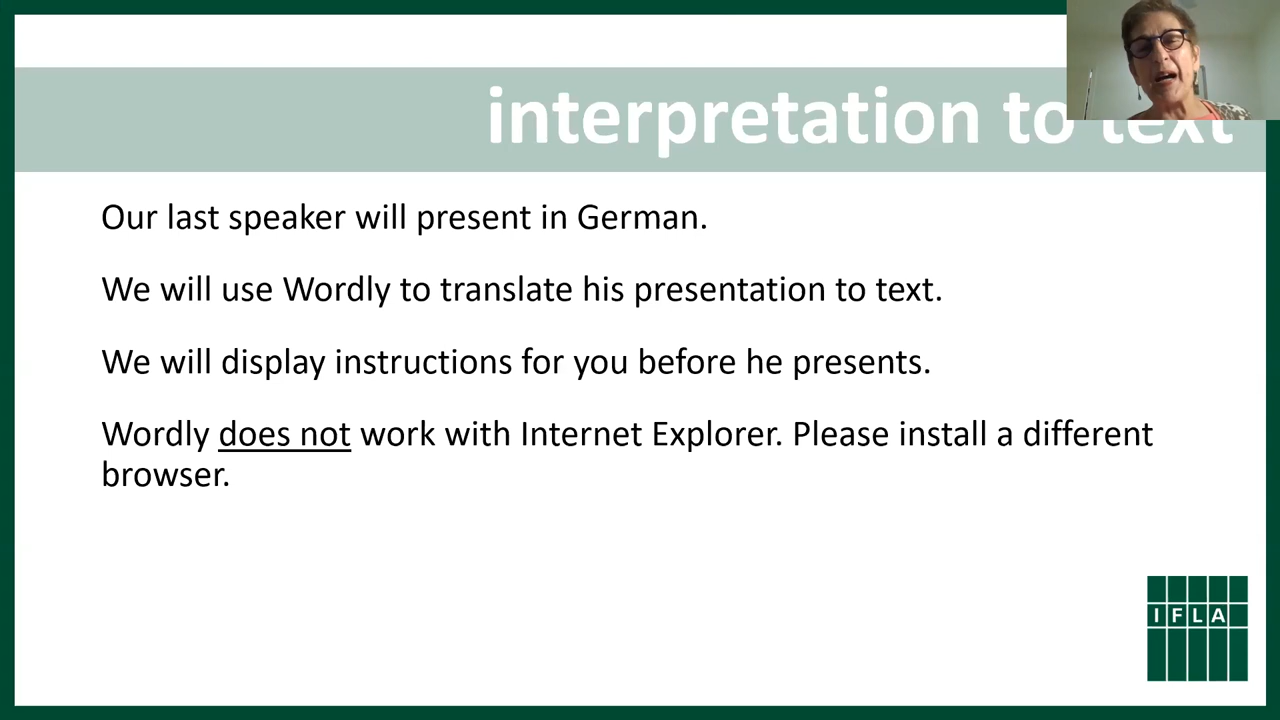 interpretation to text
Our last speaker will present in German.
We will use Wordly to translate his presentation to text.
We will display instructions for you before he presents.
Wordly does not work with Internet Explorer. Please install a different
browser.
IFLA